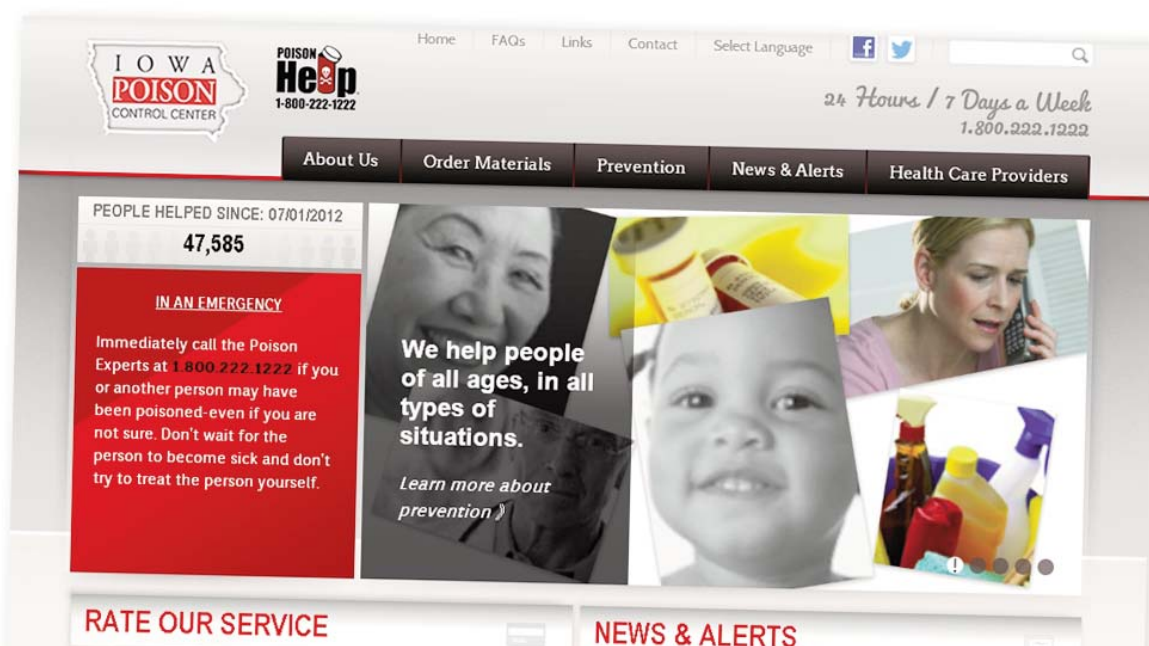 Home FAQs Links Contact Select Language
IOWA
POISON
CONTROL CENTER
POISON
Help
1-800-222-1222
24 Hours / 7 Days a Week
1.800.222.1222
About Us Order Materials Prevention News & Alerts Health Care Providers
PEOPLE HELPED SINCE: 07/01/2012
47,585
IN AN EMERGENCY
Immediately call the Poison
Experts at 1.800.222.1222 if you
or another person may have
been poisoned-even if you are
not sure. Don't wait for the
person to become sick and don't
try to treat the person yourself.
We help people
of all ages, in all
types of
situations.
Learn more about
prevention »
RATE OUR SERVICE
NEWS & ALERTS